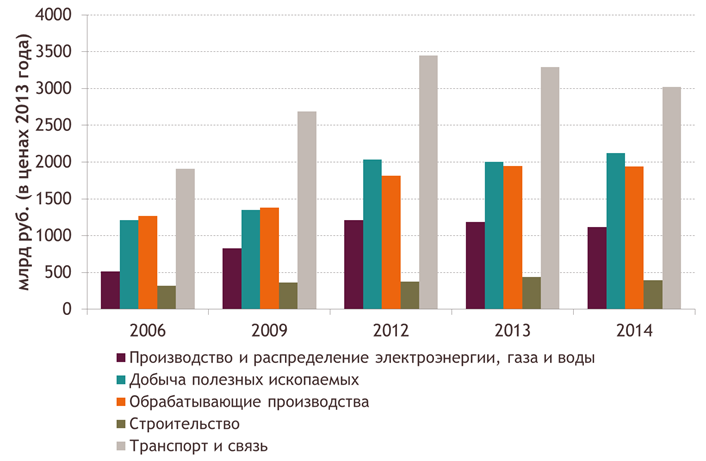 млрд руб. (в ценах 2013 года)
4000
3500
3000
2500
2000
1500
1000
500
0
2006 2009 2012 2013 2014
Производство и распределение электроэнергии, газа и воды
Добыча полезных ископаемых
Обрабатывающие производства
Строительство
Транспорт и связь